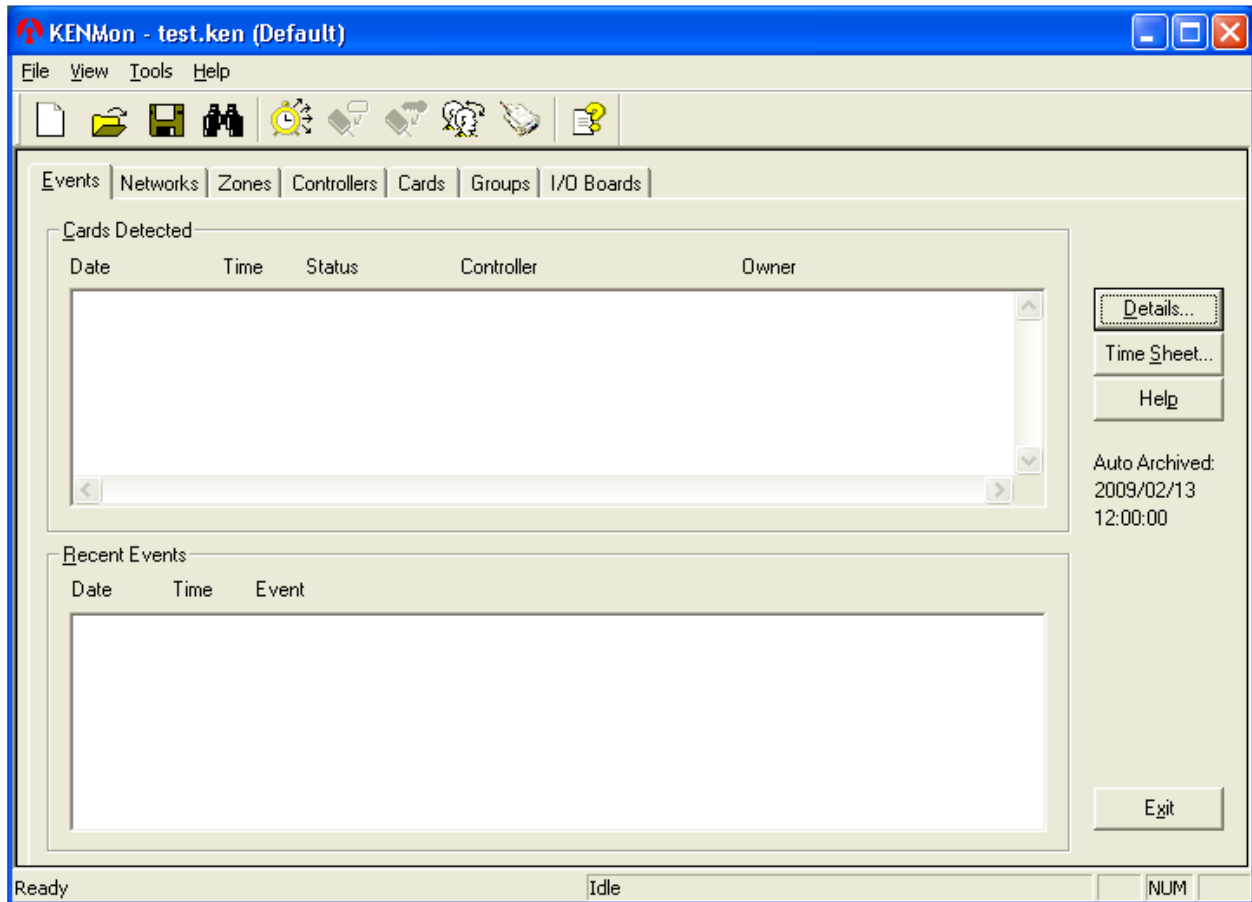 KENMon - test.ken (Default)
File View Tools Help
Events Networks Zones Controllers Cards Groups I/O Boards
Cards Detected
Date Time Status Controller Owner
Details...
Time Sheet...
Help
Auto Archived:
2009/02/13
12:00:00
Recent Events
Date Time Event
Exit
Ready Idle NUM